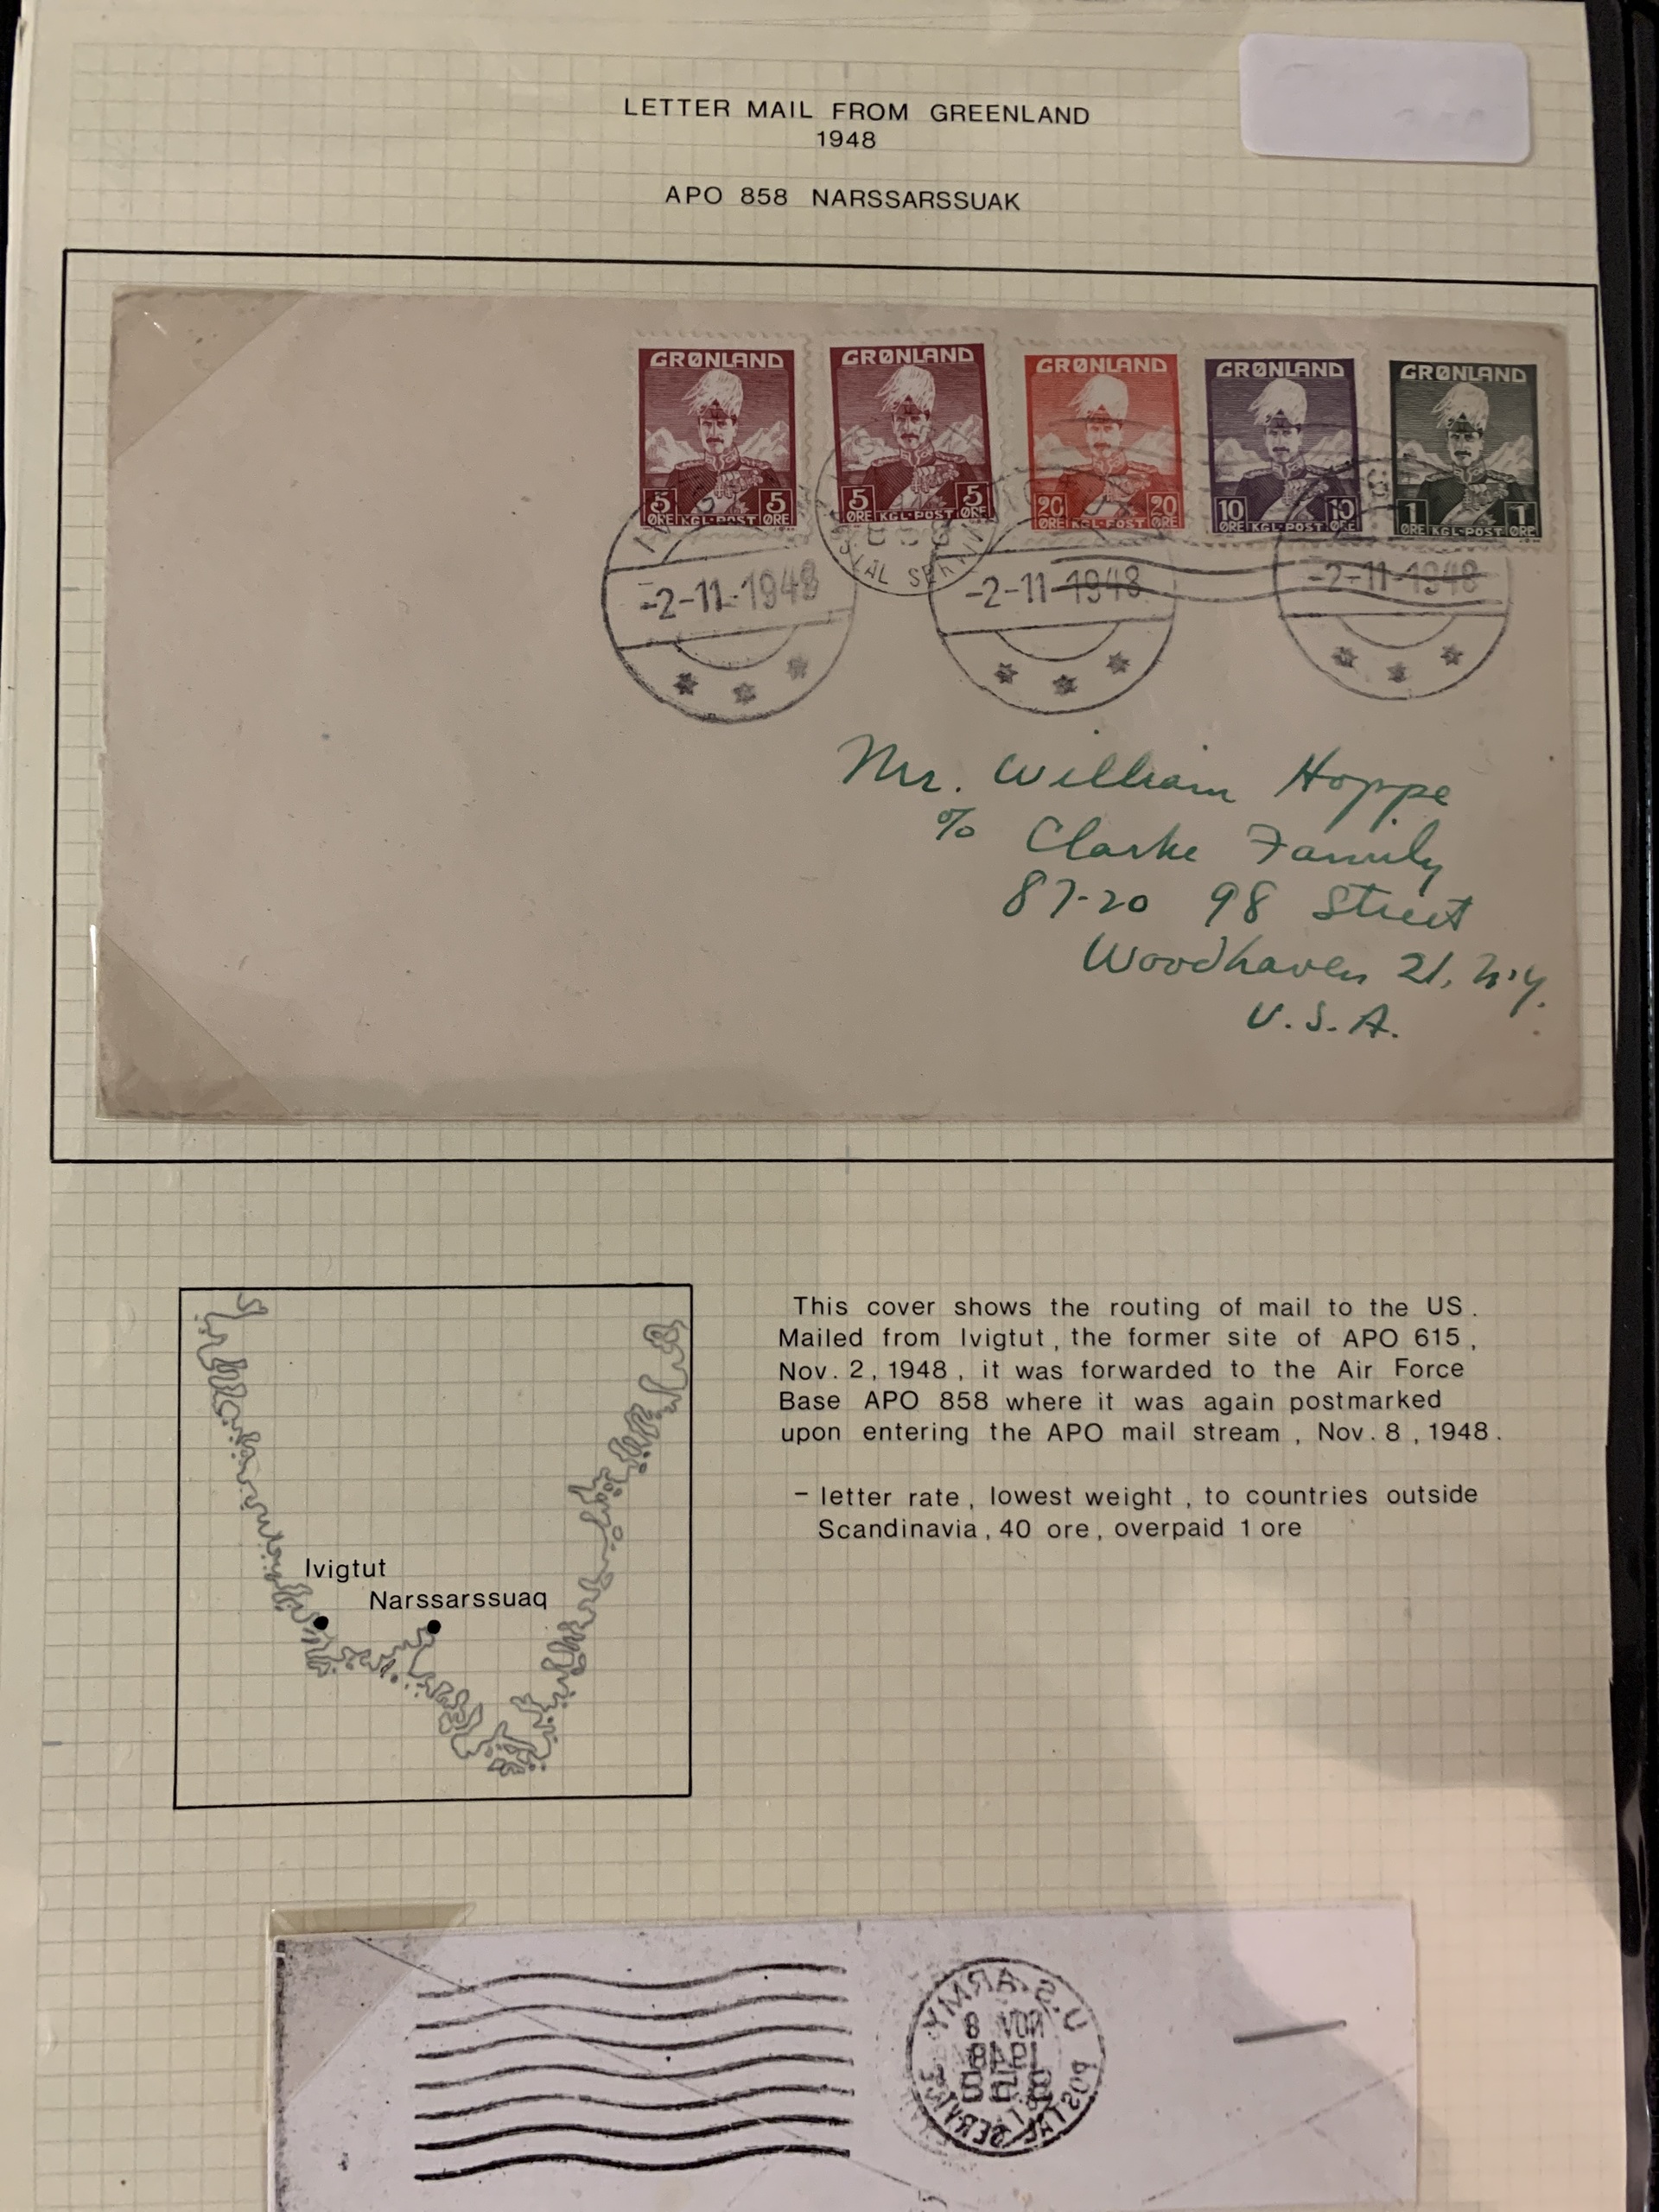 LETTER MAIL FROM GREENLAND
1948
APO 858 NARSSARSSUAK
GRØNLAND GRØNLAND GRØNLAND GRØNLAND GRØNLAND
5 5 5 5 20 20 10 10 1 1
ØRE KGL·POST ØRE ØRE KGL·POST ØRE ØRE KGL·POST ØRE ØRE KGL·POST ØRE ØRE KGL·POST ØRE
-2-11-1948 -2-11-1948 -2-11-1948
Mr. William Hoppe
% Clarke Family
87-20 98 Street
Woodhaven 21, N.Y.
U.S.A.
Ivigtut
Narssarssuaq
This cover shows the routing of mail to the US.
Mailed from Ivigtut, the former site of APO 615,
Nov. 2, 1948, it was forwarded to the Air Force
Base APO 858 where it was again postmarked
upon entering the APO mail stream, Nov. 8, 1948.
- letter rate, lowest weight, to countries outside
Scandinavia, 40 ore, overpaid 1 ore
U.S. ARMY
NOV 8
1948
POSTAL SERVICE